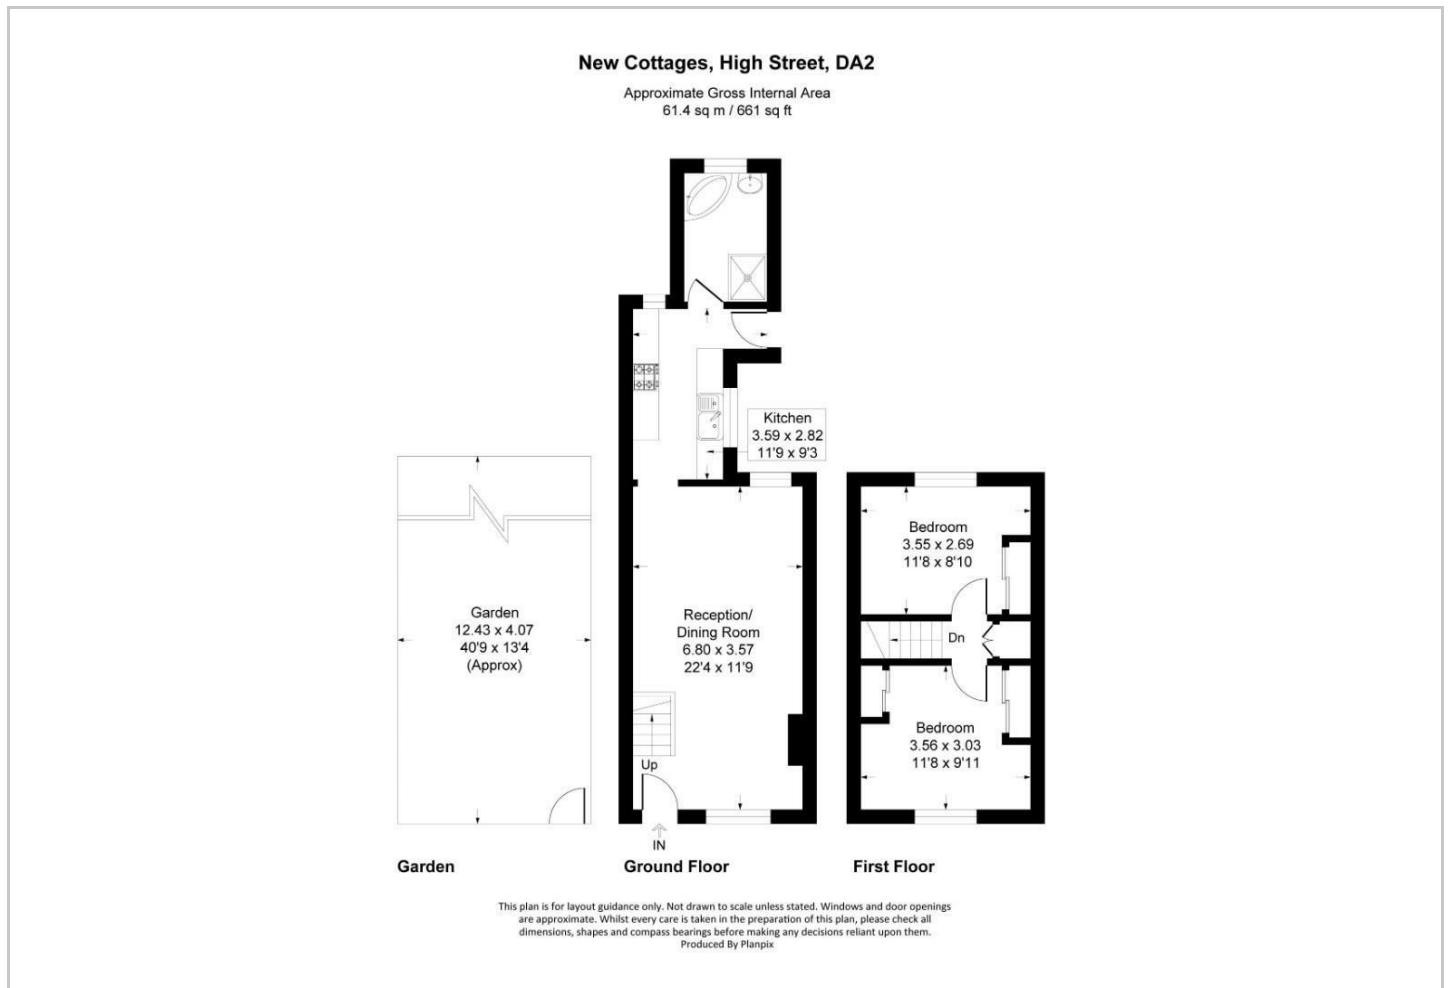 New Cottages, High Street, DA2
Approximate Gross Internal Area
61.4 sq m / 661 sq ft
Kitchen
3.59 x 2.82
11'9 x 9'3
Garden
12.43 x 4.07
40'9 x 13'4
(Approx)
Reception/
Dining Room
6.80 x 3.57
22'4 x 11'9
Up
IN
Bedroom
3.55 x 2.69
11'8 x 8'10
Dn
Bedroom
3.56 x 3.03
11'8 x 9'11
Garden
Ground Floor
First Floor
This plan is for layout guidance only. Not drawn to scale unless stated. Windows and door openings
are approximate. Whilst every care is taken in the preparation of this plan, please check all
dimensions, shapes and compass bearings before making any decisions reliant upon them.
Produced By Planpix